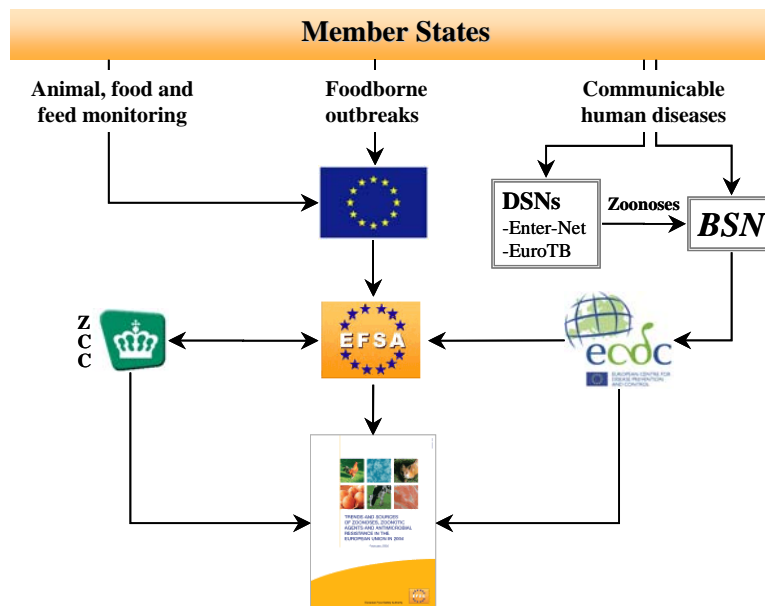 Member States
Animal, food and
feed monitoring
Foodborne
outbreaks
Communicable
human diseases
DSNs
-Enter-Net
-EuroTB
Zoonoses
BSN
Z
C
C
EFSA
ecdc
EUROPEAN CENTRE FOR
DISEASE PREVENTION
AND CONTROL
TRENDS AND SOURCES
OF ZOONOSES, ZOONOTIC
AGENTS AND ANTIMICROBIAL
RESISTANCE IN THE
EUROPEAN UNION IN 2004